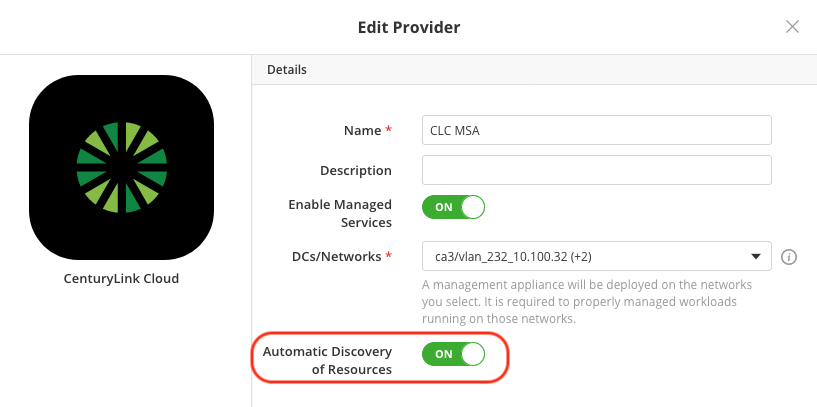 Edit Provider
Details
Name *
CLC MSA
Description
Enable Managed
Services
ON
DCs/Networks *
ca3/vlan_232_10.100.32 (+2)
i
A management appliance will be deployed on the networks
you select. It is required to properly managed workloads
running on those networks.
Automatic Discovery
of Resources
ON
CenturyLink Cloud